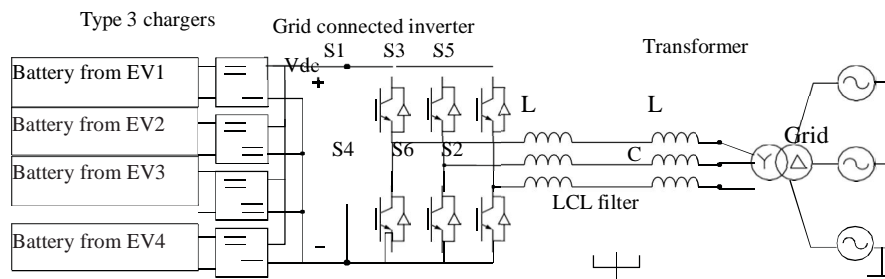 Type 3 chargers
Grid connected inverter
Transformer
S1 S3 S5
Battery from EV1
Vdc
+
L L
Battery from EV2
S4 S6 S2
C
Grid
Y Δ
Battery from EV3
LCL filter
Battery from EV4
–